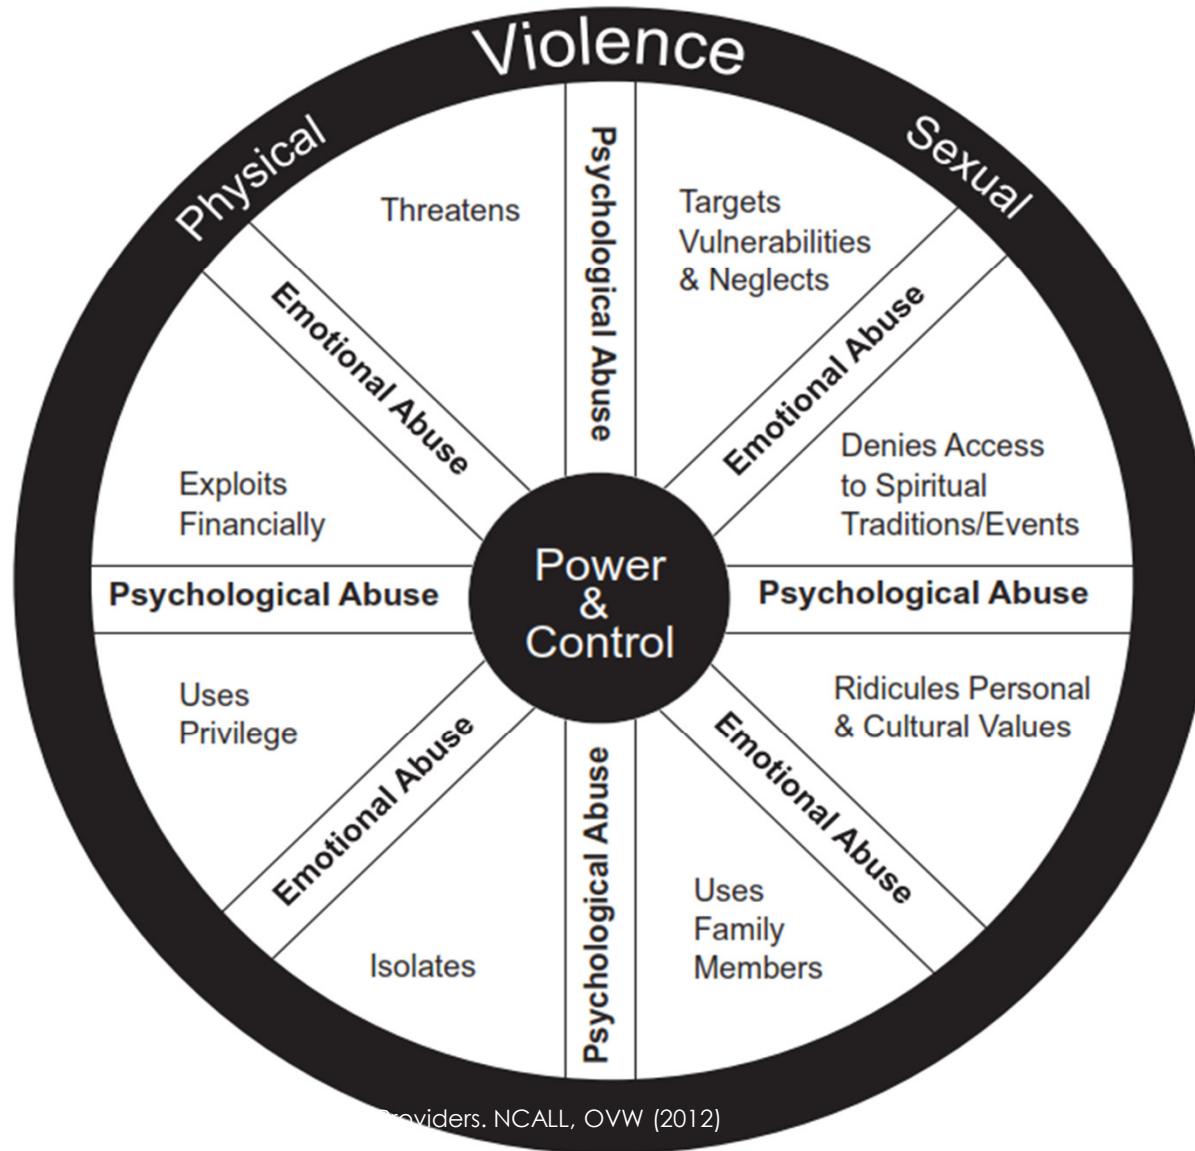 Violence
Physical
Sexual
Threatens
Psychological Abuse
Targets
Vulnerabilities
& Neglects
Emotional Abuse
Emotional Abuse
Exploits
Financially
Denies Access
to Spiritual
Traditions/Events
Power
&
Control
Psychological Abuse
Psychological Abuse
Uses
Privilege
Ridicules Personal
& Cultural Values
Emotional Abuse
Emotional Abuse
Isolates
Psychological Abuse
Uses
Family
Members
Providers. NCALL, OVW (2012)